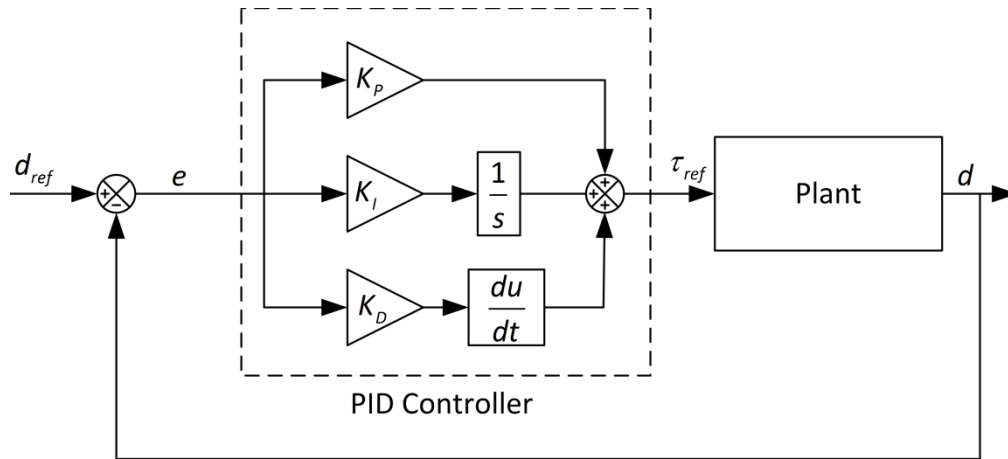 d_ref
+
−
e
K_P
K_I
1
s
K_D
du
dt
+
+
+
τ_ref
Plant
d
PID Controller